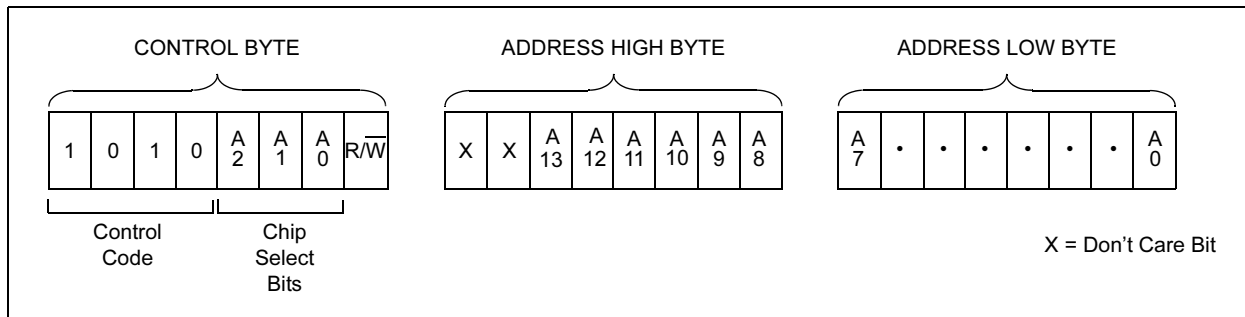 CONTROL BYTE
ADDRESS HIGH BYTE
ADDRESS LOW BYTE
1 0 1 0 A2 A1 A0 R/W̅
X X A13 A12 A11 A10 A9 A8
A7 • • • • • • A0
Control Code
Chip Select Bits
X = Don't Care Bit